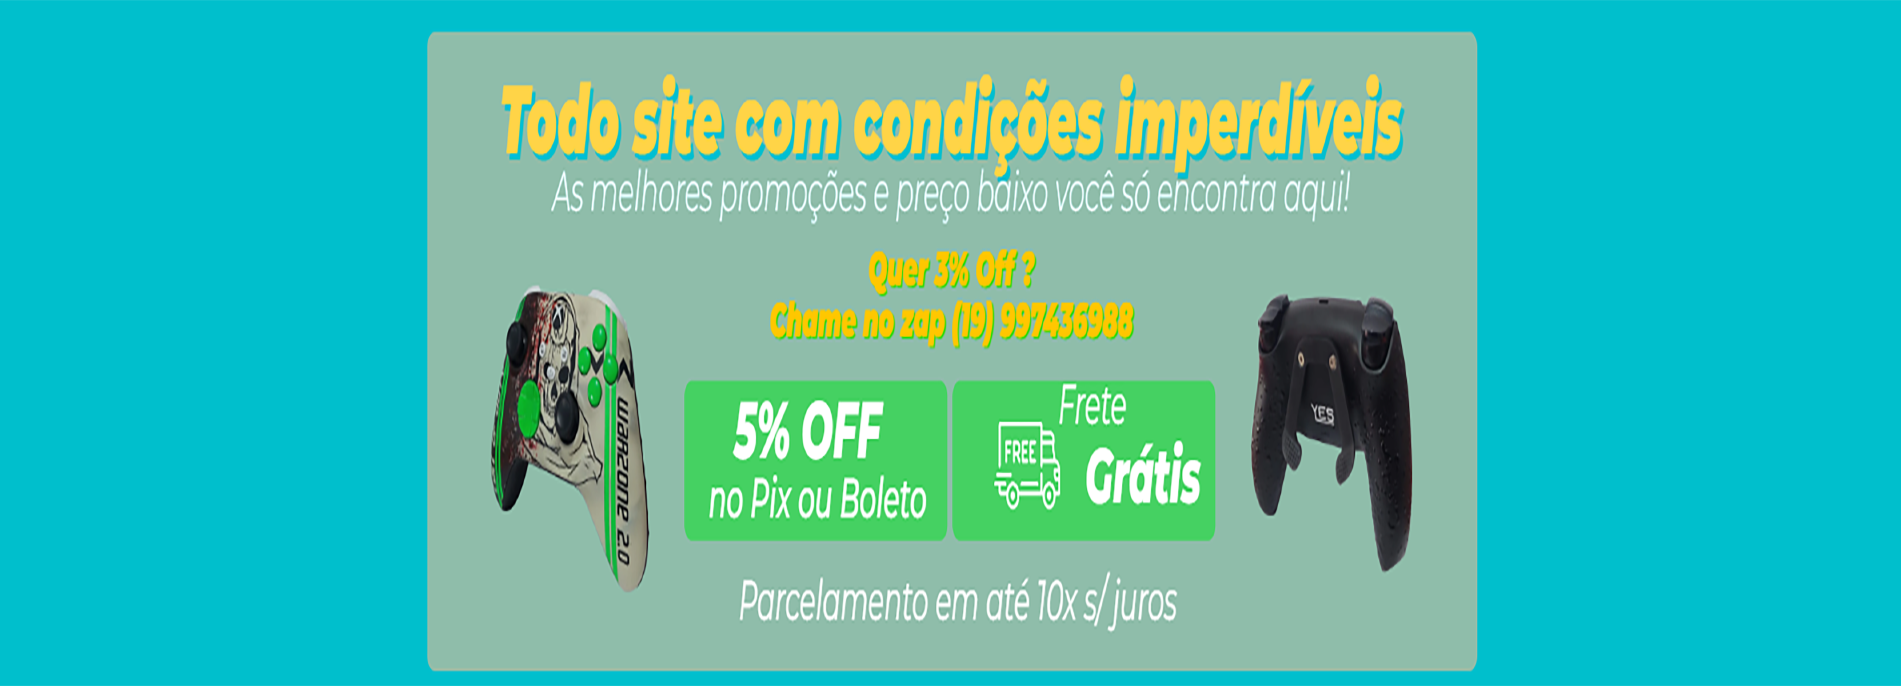 Todo site com condições imperdíveis
As melhores promoções e preço baixo você só encontra aqui!
Quer 3% Off ?
Chame no zap (19) 997436988
5% OFF
no Pix ou Boleto
FREE
Frete
Grátis
WARZONE 2.0
YES
Parcelamento em até 10x s/ juros